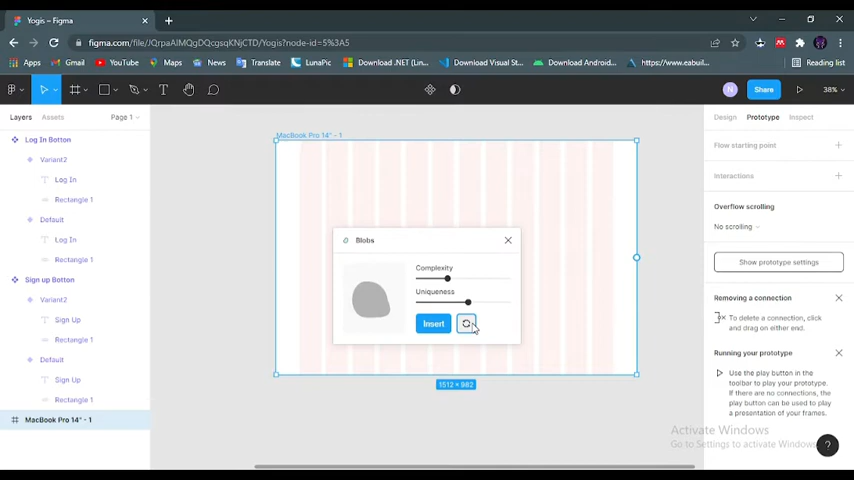 Yogis – Figma
figma.com/file/JQrpaAIMQgDQcgsqKNjCTD/Yogis?node-id=5%3A5
Apps
Gmail
YouTube
Maps
News
Translate
LunaPic
Download .NET (Lin...
Download Visual Stu...
Download Android...
https://www.eabuil...
Reading list
N
Share
38%
Layers
Assets
Page 1
Design
Prototype
Inspect
Log In Botton
Variant2
Log In
Rectangle 1
Default
Log In
Rectangle 1
Sign up Botton
Variant2
Sign Up
Rectangle 1
Default
Sign Up
Rectangle 1
MacBook Pro 14" - 1
MacBook Pro 14" - 1
Blobs
Complexity
Uniqueness
Insert
1512 × 982
Flow starting point
Interactions
Overflow scrolling
No scrolling
Show prototype settings
Removing a connection
To delete a connection, click
and drag on either end.
Running your prototype
Use the play button in the
toolbar to play your prototype.
If there are no connections, the
play button can be used to play
a presentation of your frames.
Activate Windows
Go to Settings to activate Windows.
?